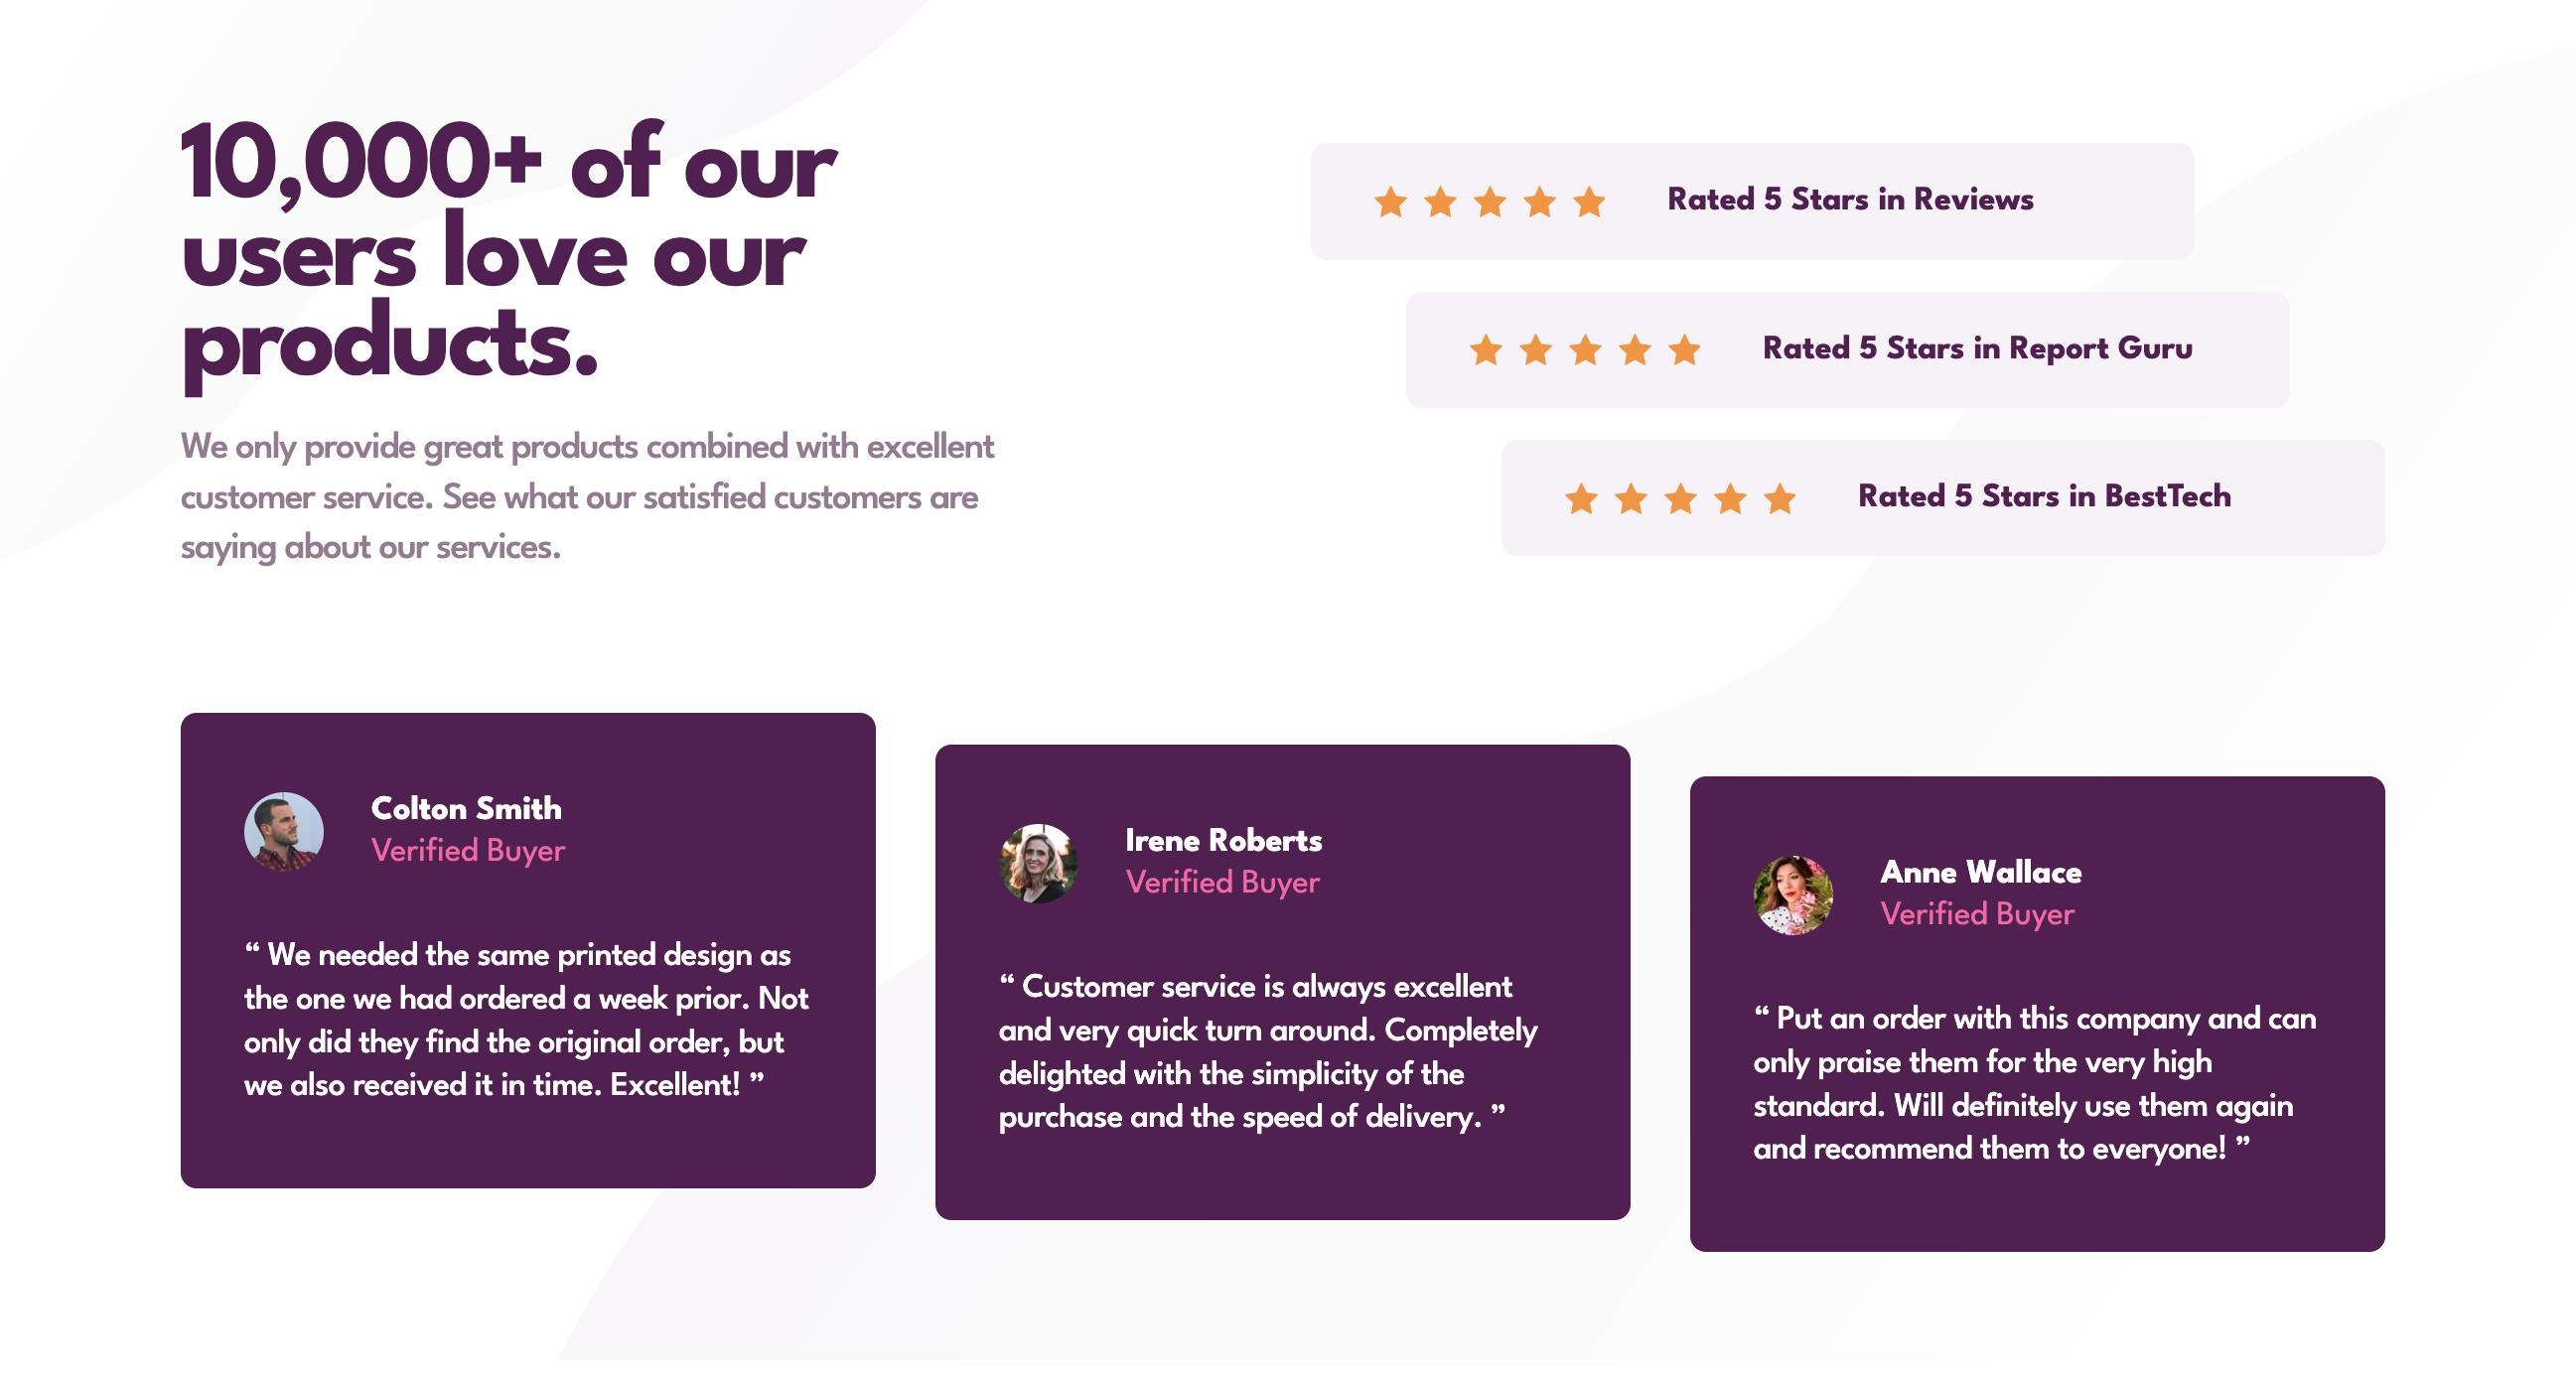 10,000+ of our
users love our
products.
We only provide great products combined with excellent
customer service. See what our satisfied customers are
saying about our services.
Rated 5 Stars in Reviews
Rated 5 Stars in Report Guru
Rated 5 Stars in BestTech
Colton Smith
Verified Buyer
“ We needed the same printed design as
the one we had ordered a week prior. Not
only did they find the original order, but
we also received it in time. Excellent! ”
Irene Roberts
Verified Buyer
“ Customer service is always excellent
and very quick turn around. Completely
delighted with the simplicity of the
purchase and the speed of delivery. ”
Anne Wallace
Verified Buyer
“ Put an order with this company and can
only praise them for the very high
standard. Will definitely use them again
and recommend them to everyone! ”